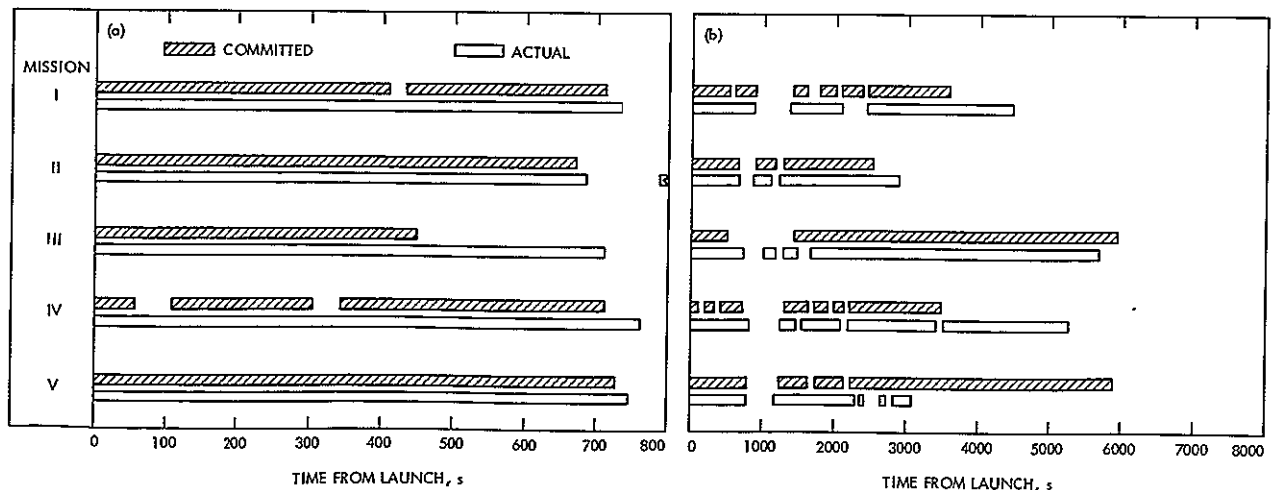 (a)
COMMITTED
ACTUAL
(b)
MISSION
I
II
III
IV
V
0 100 200 300 400 500 600 700 800
TIME FROM LAUNCH, s
0 1000 2000 3000 4000 5000 6000 7000 8000
TIME FROM LAUNCH, s